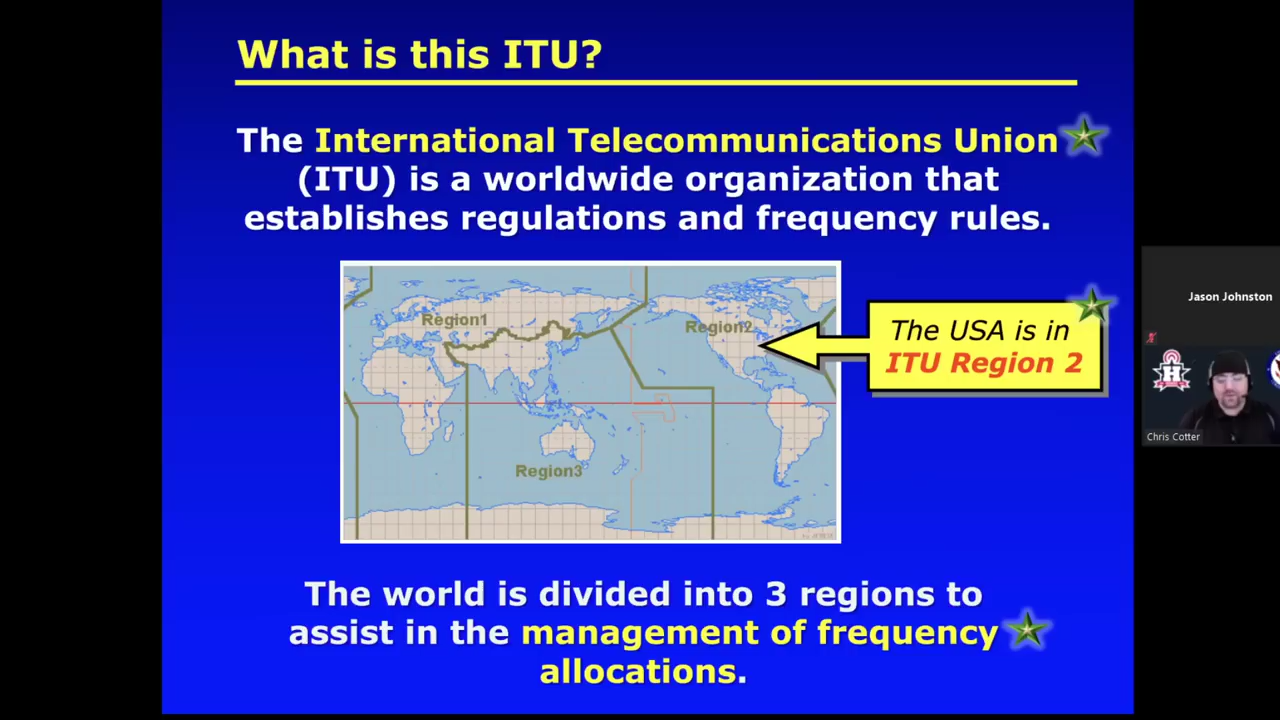 What is this ITU?
The International Telecommunications Union
(ITU) is a worldwide organization that
establishes regulations and frequency rules.
Region1
Region2
Region3
The USA is in
ITU Region 2
The world is divided into 3 regions to
assist in the management of frequency
allocations.
Jason Johnston
H
Chris Cotter